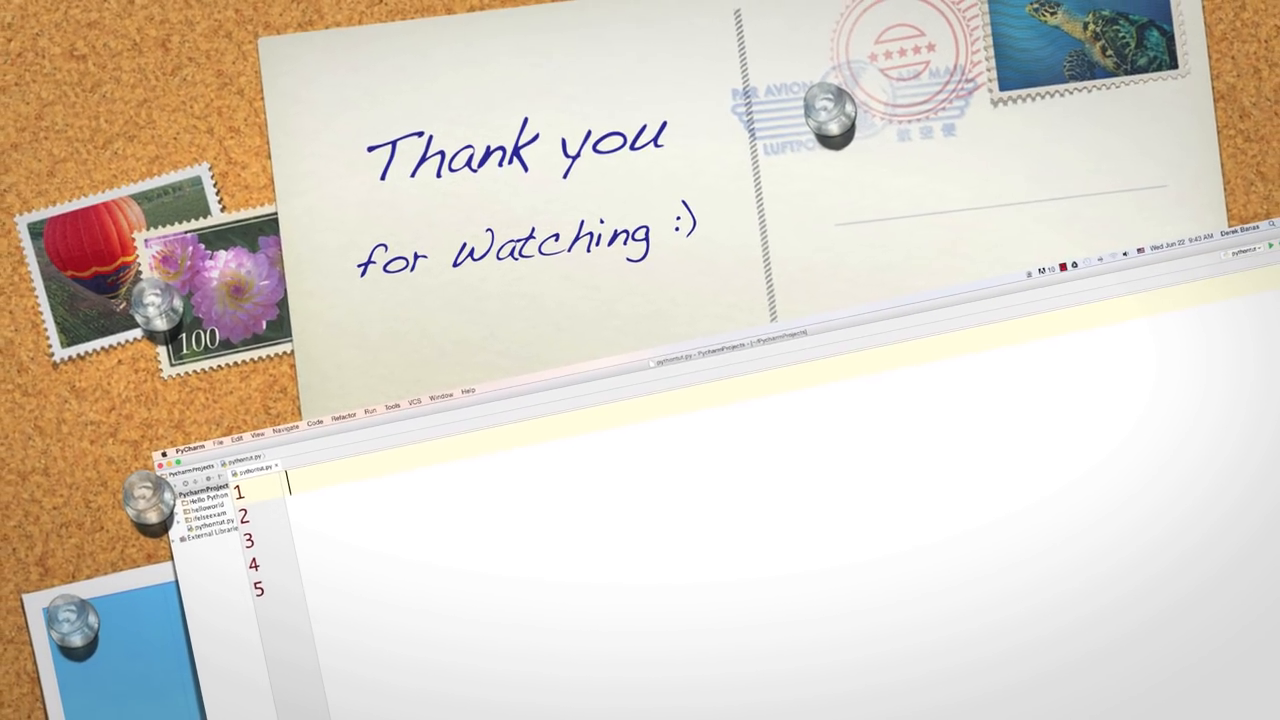 PAR AVION AIR MAIL
航空便
Thank you
for watching :)
100
Wed Jun 22 9:43 AM Derek Banas
pythontut
pythontut.py - PycharmProjects - [~/PycharmProjects]
PyCharm File Edit View Navigate Code Refactor Run Tools VCS Window Help
PycharmProjects pythontut.py
pythontut.py
PycharmProject
Hello Python
helloworld
ifelseexam
pythontut.py
External Librarie
1
2
3
4
5